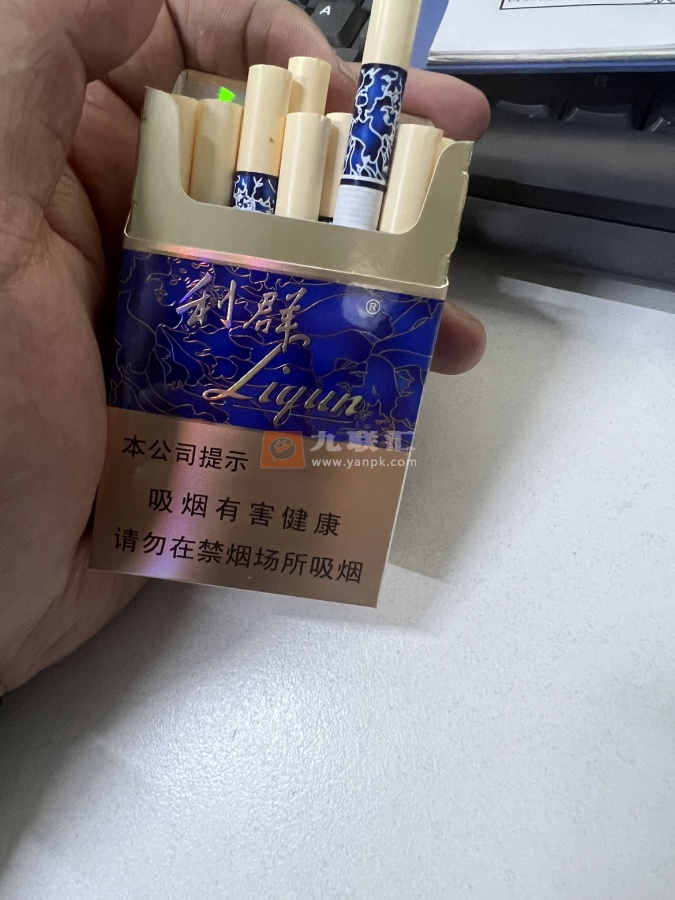 A
利群
®
Liqun
九联汇
www.yanpk.com
本公司提示
吸烟有害健康
请勿在禁烟场所吸烟